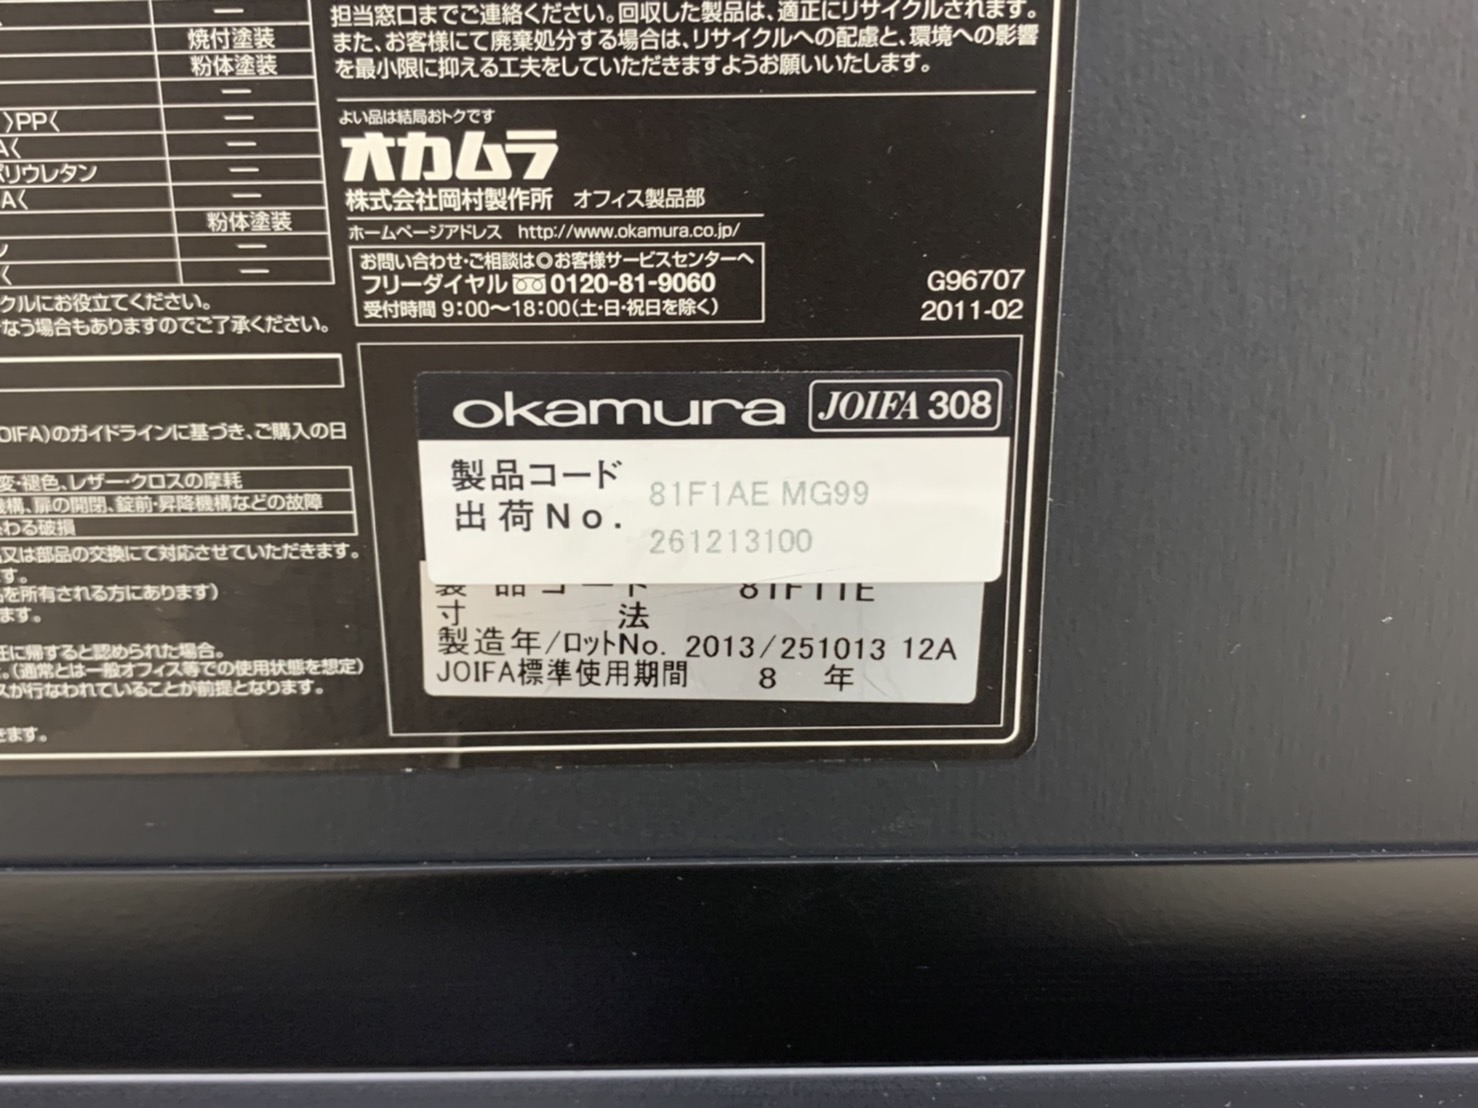 担当窓口までご連絡ください。回収した製品は、適正にリサイクルされます。
また、お客様にて廃棄処分する場合は、リサイクルへの配慮と、環境への影響
を最小限に抑える工夫をしていただきますようお願いいたします。
ー
焼付塗装
粉体塗装
ー
〉PP〈 ー
A〈 ー
ポリウレタン ー
A〈 ー
粉体塗装
ー
〈 ー
クルにお役立てください。
なう場合もありますのでご了承ください。
よい品は結局おトクです
オカムラ
株式会社岡村製作所 オフィス製品部
ホームページアドレス http://www.okamura.co.jp/
お問い合わせ・ご相談は◎お客様サービスセンターへ
フリーダイヤル 0120-81-9060
受付時間 9:00〜18:00(土・日・祝日を除く)
G96707
2011-02
OIFA)のガイドラインに基づき、ご購入の日
変・褪色、レザー・クロスの摩耗
機構、扉の開閉、錠前・昇降機構などの故障
わる破損
又は部品の交換にて対応させていただきます。
す。
を所有される方にあります)
ます。
任に帰すると認められた場合。
。(通常とは一般オフィス等での使用状態を想定)
スが行なわれていることが前提となります。
きます。
okamura JOIFA 308
製品コード 81F1AE MG99
出荷No. 261213100
製品コード 81F11E
寸 法
製造年/ロットNo. 2013/251013 12A
JOIFA標準使用期間 8 年